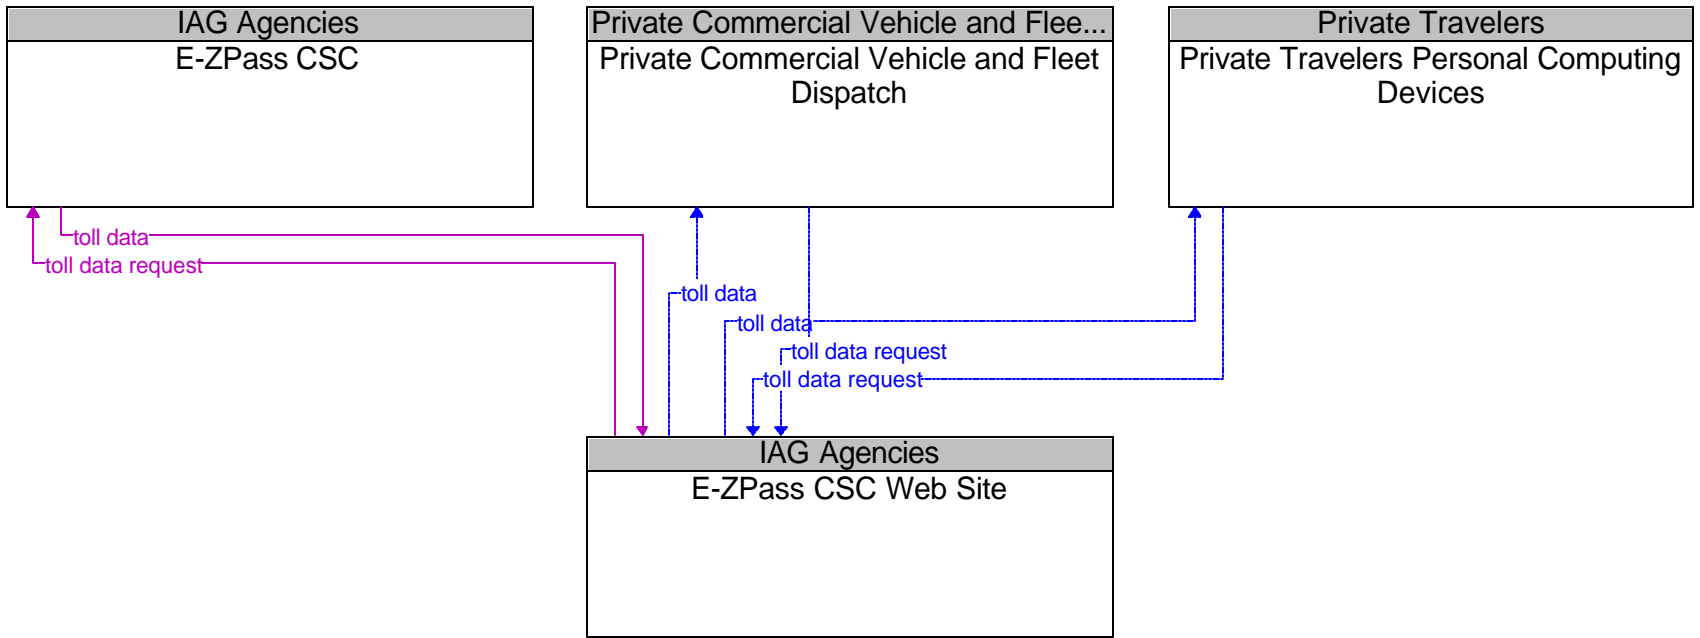 IAG Agencies
E-ZPass CSC
Private Commercial Vehicle and Flee...
Private Commercial Vehicle and Fleet
Dispatch
Private Travelers
Private Travelers Personal Computing
Devices
toll data
toll data request
toll data
toll data
toll data request
toll data request
IAG Agencies
E-ZPass CSC Web Site